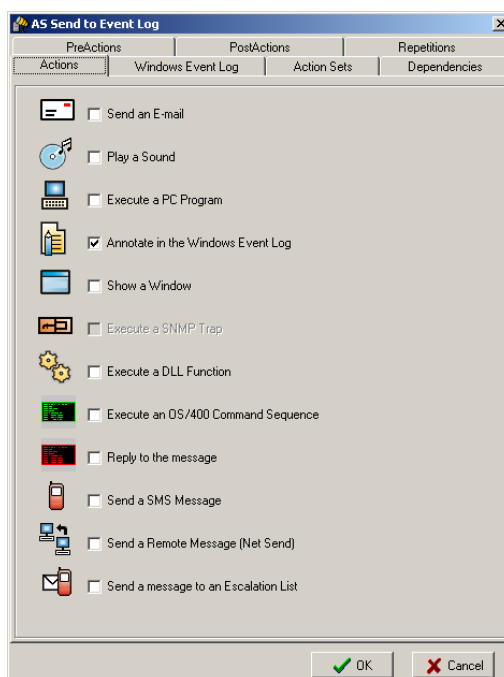 AS Send to Event Log
PreActions PostActions Repetitions
Actions Windows Event Log Action Sets Dependencies
Send an E-mail
Play a Sound
Execute a PC Program
Annotate in the Windows Event Log
Show a Window
Execute a SNMP Trap
Execute a DLL Function
Execute an OS/400 Command Sequence
Reply to the message
Send a SMS Message
Send a Remote Message (Net Send)
Send a message to an Escalation List
OK Cancel